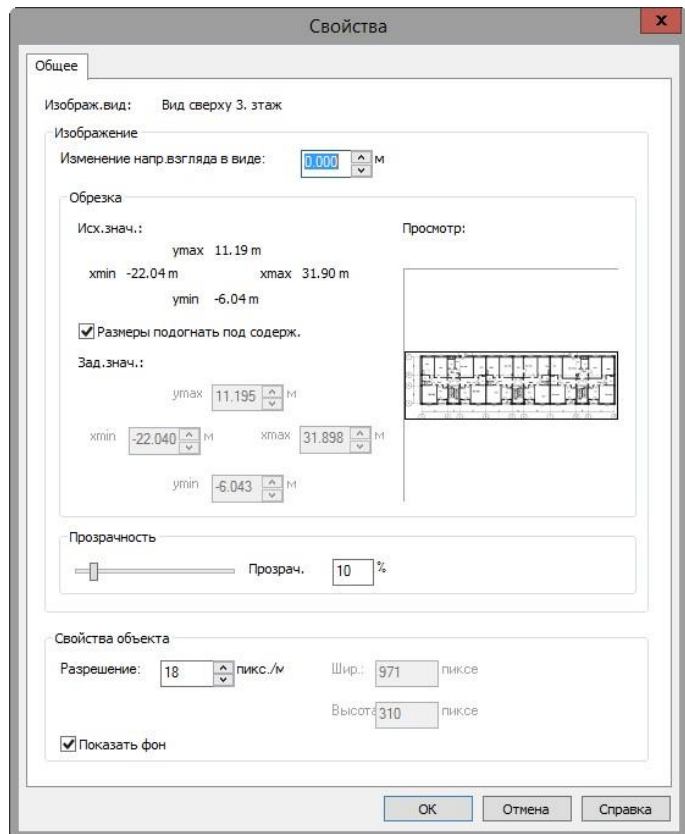 Свойства
x
Общее
Изображ.вид: Вид сверху 3. этаж
Изображение
Изменение напр.взгляда в виде: 0.000 м
Обрезка
Исх.знач.: Просмотр:
ymax 11.19 m
xmin -22.04 m xmax 31.90 m
ymin -6.04 m
Размеры подогнать под содерж.
Зад.знач.:
ymax 11.195 м
xmin -22.040 м xmax 31.898 м
ymin -6.043 м
Прозрачность
Прозрач. 10 %
Свойства объекта
Разрешение: 18 пикс./м Шир.: 971 пиксе
Высота 310 пиксе
Показать фон
ОК Отмена Справка